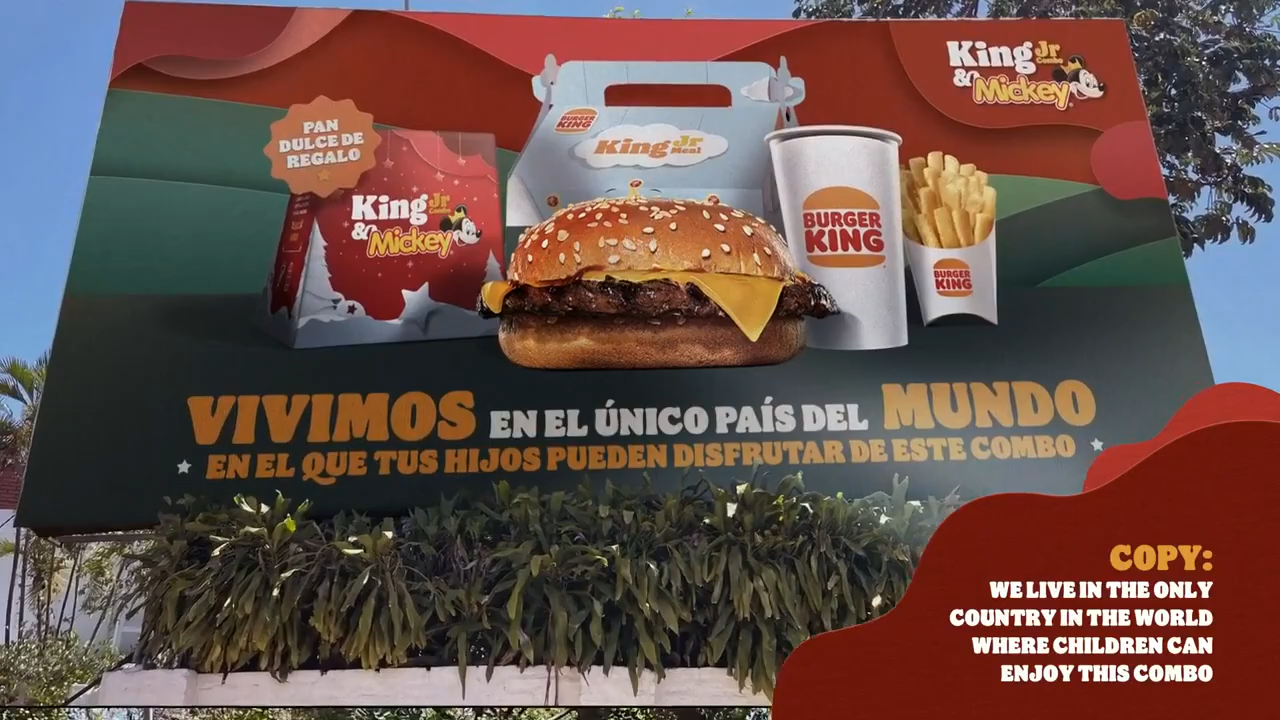 King Jr
Combo
& Mickey
BURGER
KING
King Jr
Meal
PAN
DULCE DE
REGALO
King Jr
Combo
& Mickey
BURGER
KING
BURGER
KING
VIVIMOS EN EL ÚNICO PAÍS DEL MUNDO
EN EL QUE TUS HIJOS PUEDEN DISFRUTAR DE ESTE COMBO
COPY:
WE LIVE IN THE ONLY
COUNTRY IN THE WORLD
WHERE CHILDREN CAN
ENJOY THIS COMBO